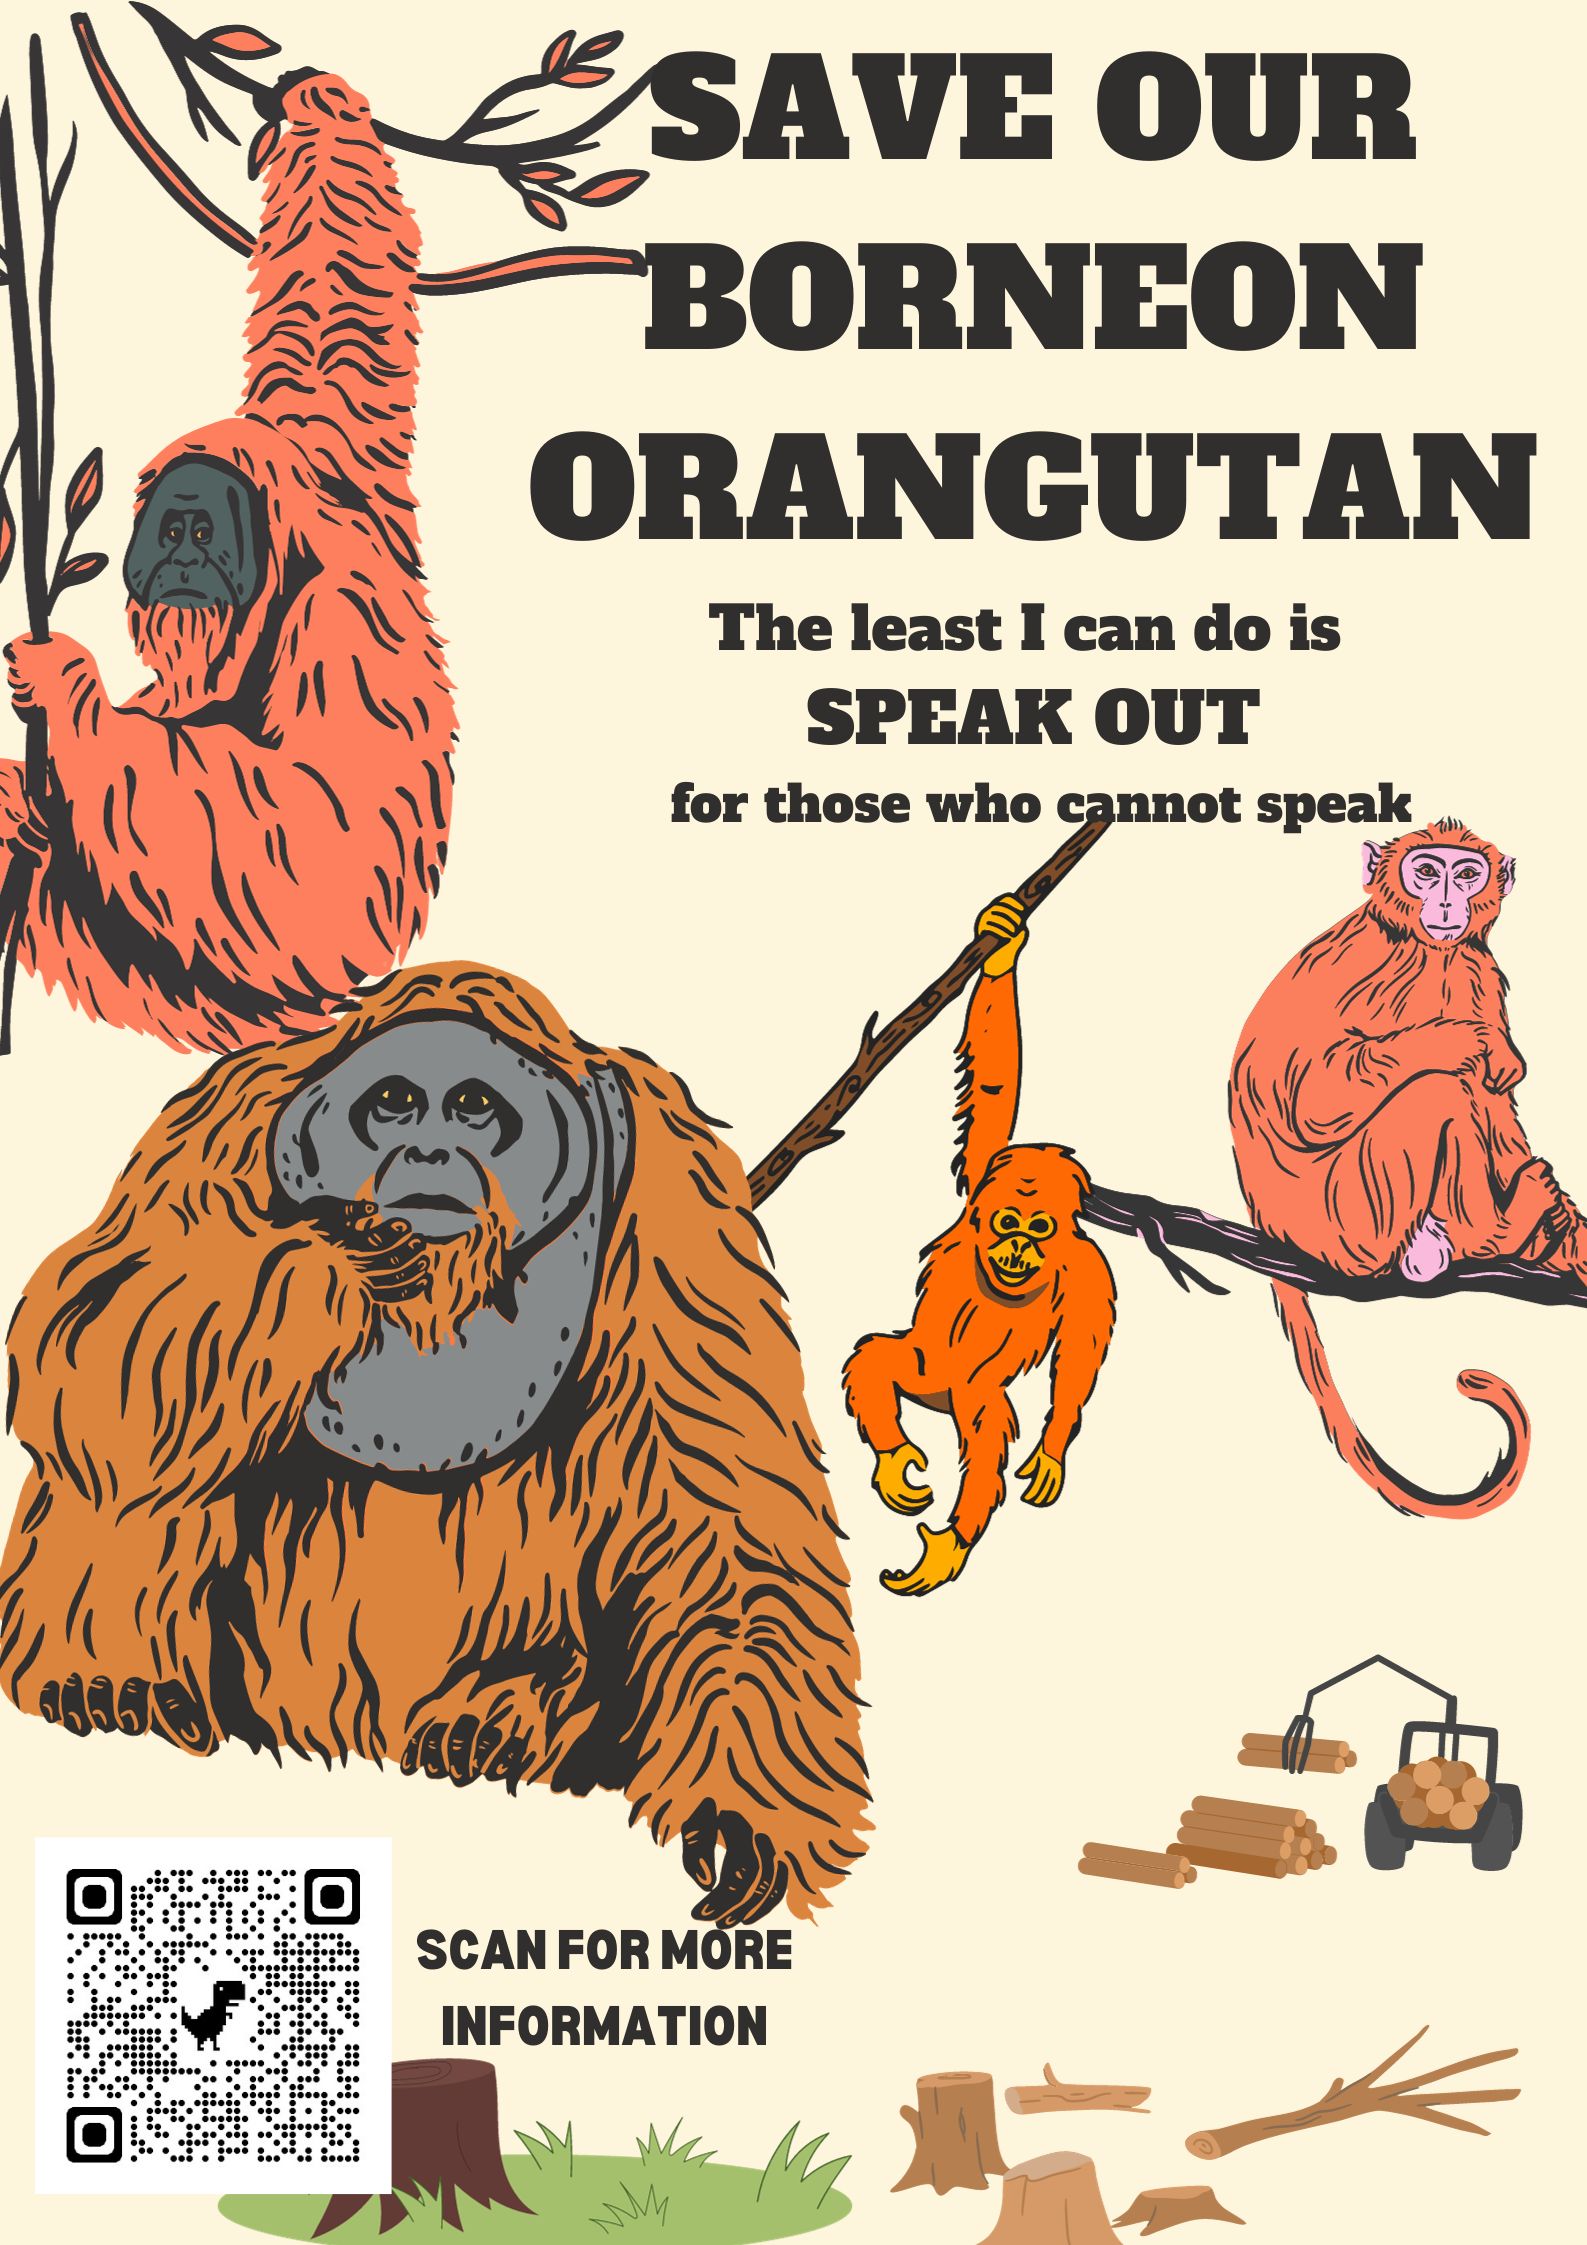 SAVE OUR
BORNEON
ORANGUTAN
The least I can do is
SPEAK OUT
for those who cannot speak
SCAN FOR MORE
INFORMATION